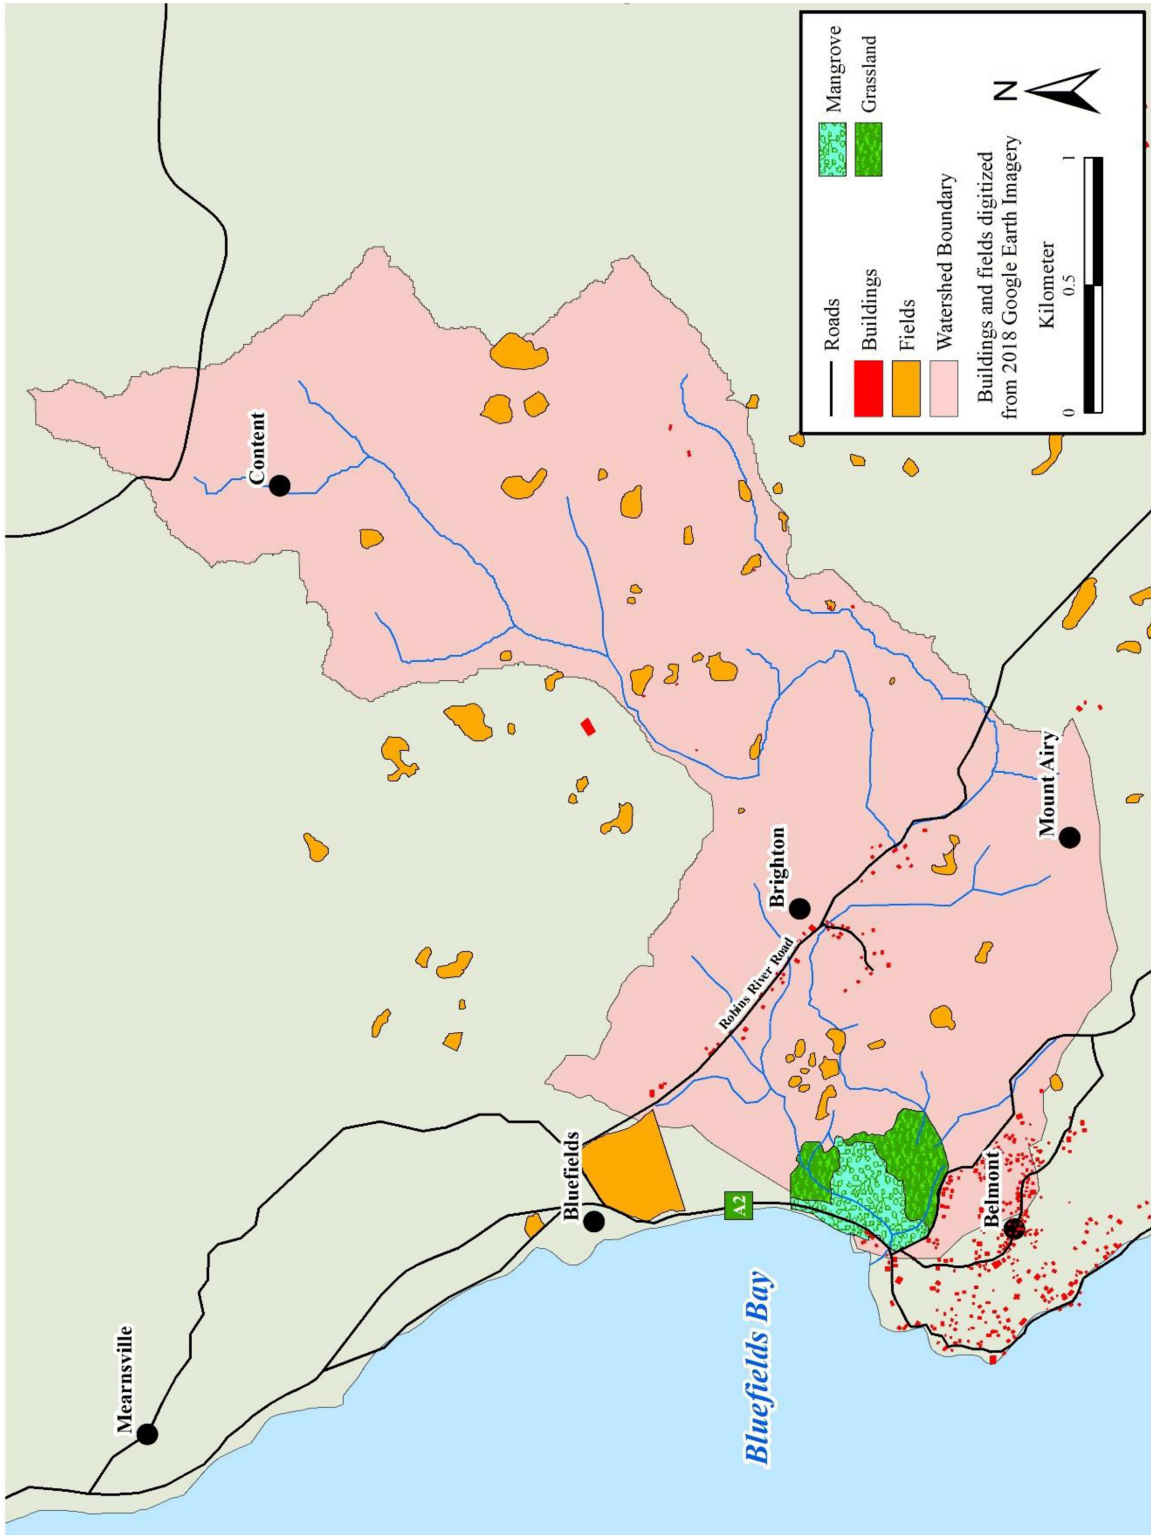 Mearnsville
Content
Bluefields
A2
Robins River Road
Brighton
Bluefields Bay
Belmont
Mount Airy
Roads
Buildings
Fields
Watershed Boundary
Mangrove
Grassland
Buildings and fields digitized
from 2018 Google Earth Imagery
Kilometer
0 0.5 1
N